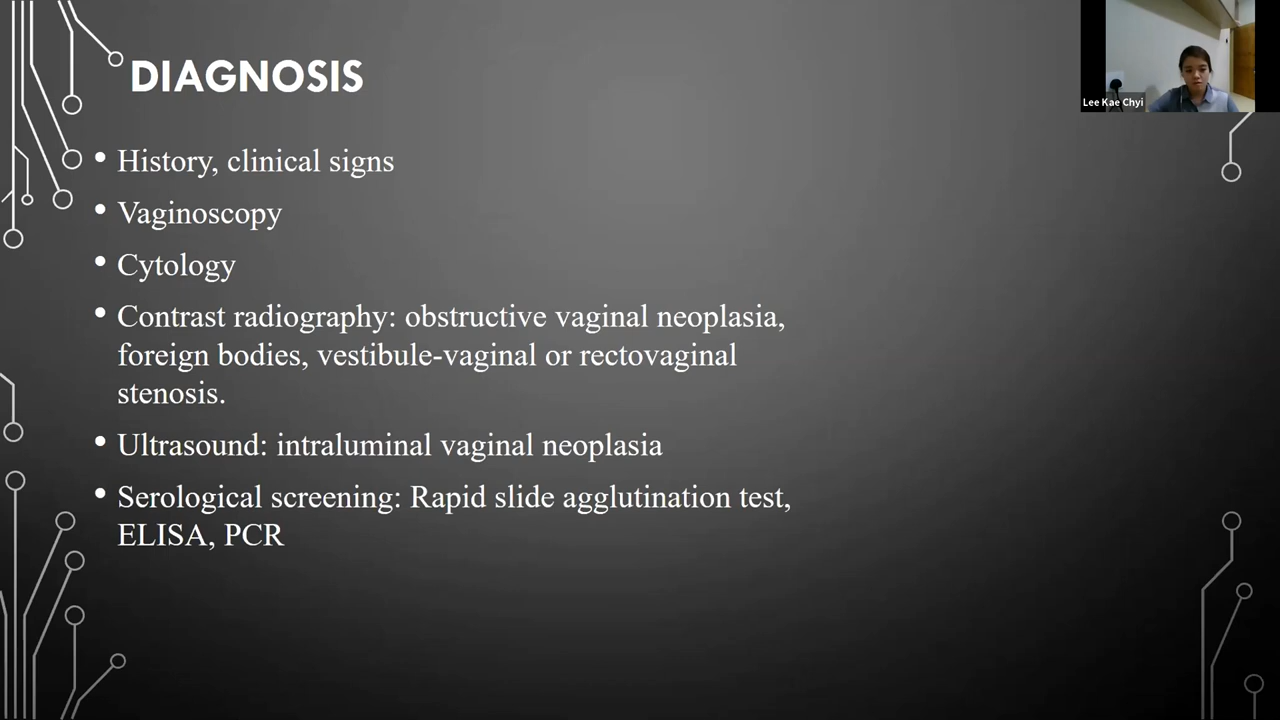 DIAGNOSIS
Lee Kae Chyi
• History, clinical signs
• Vaginoscopy
• Cytology
• Contrast radiography: obstructive vaginal neoplasia,
foreign bodies, vestibule-vaginal or rectovaginal
stenosis.
• Ultrasound: intraluminal vaginal neoplasia
• Serological screening: Rapid slide agglutination test,
ELISA, PCR